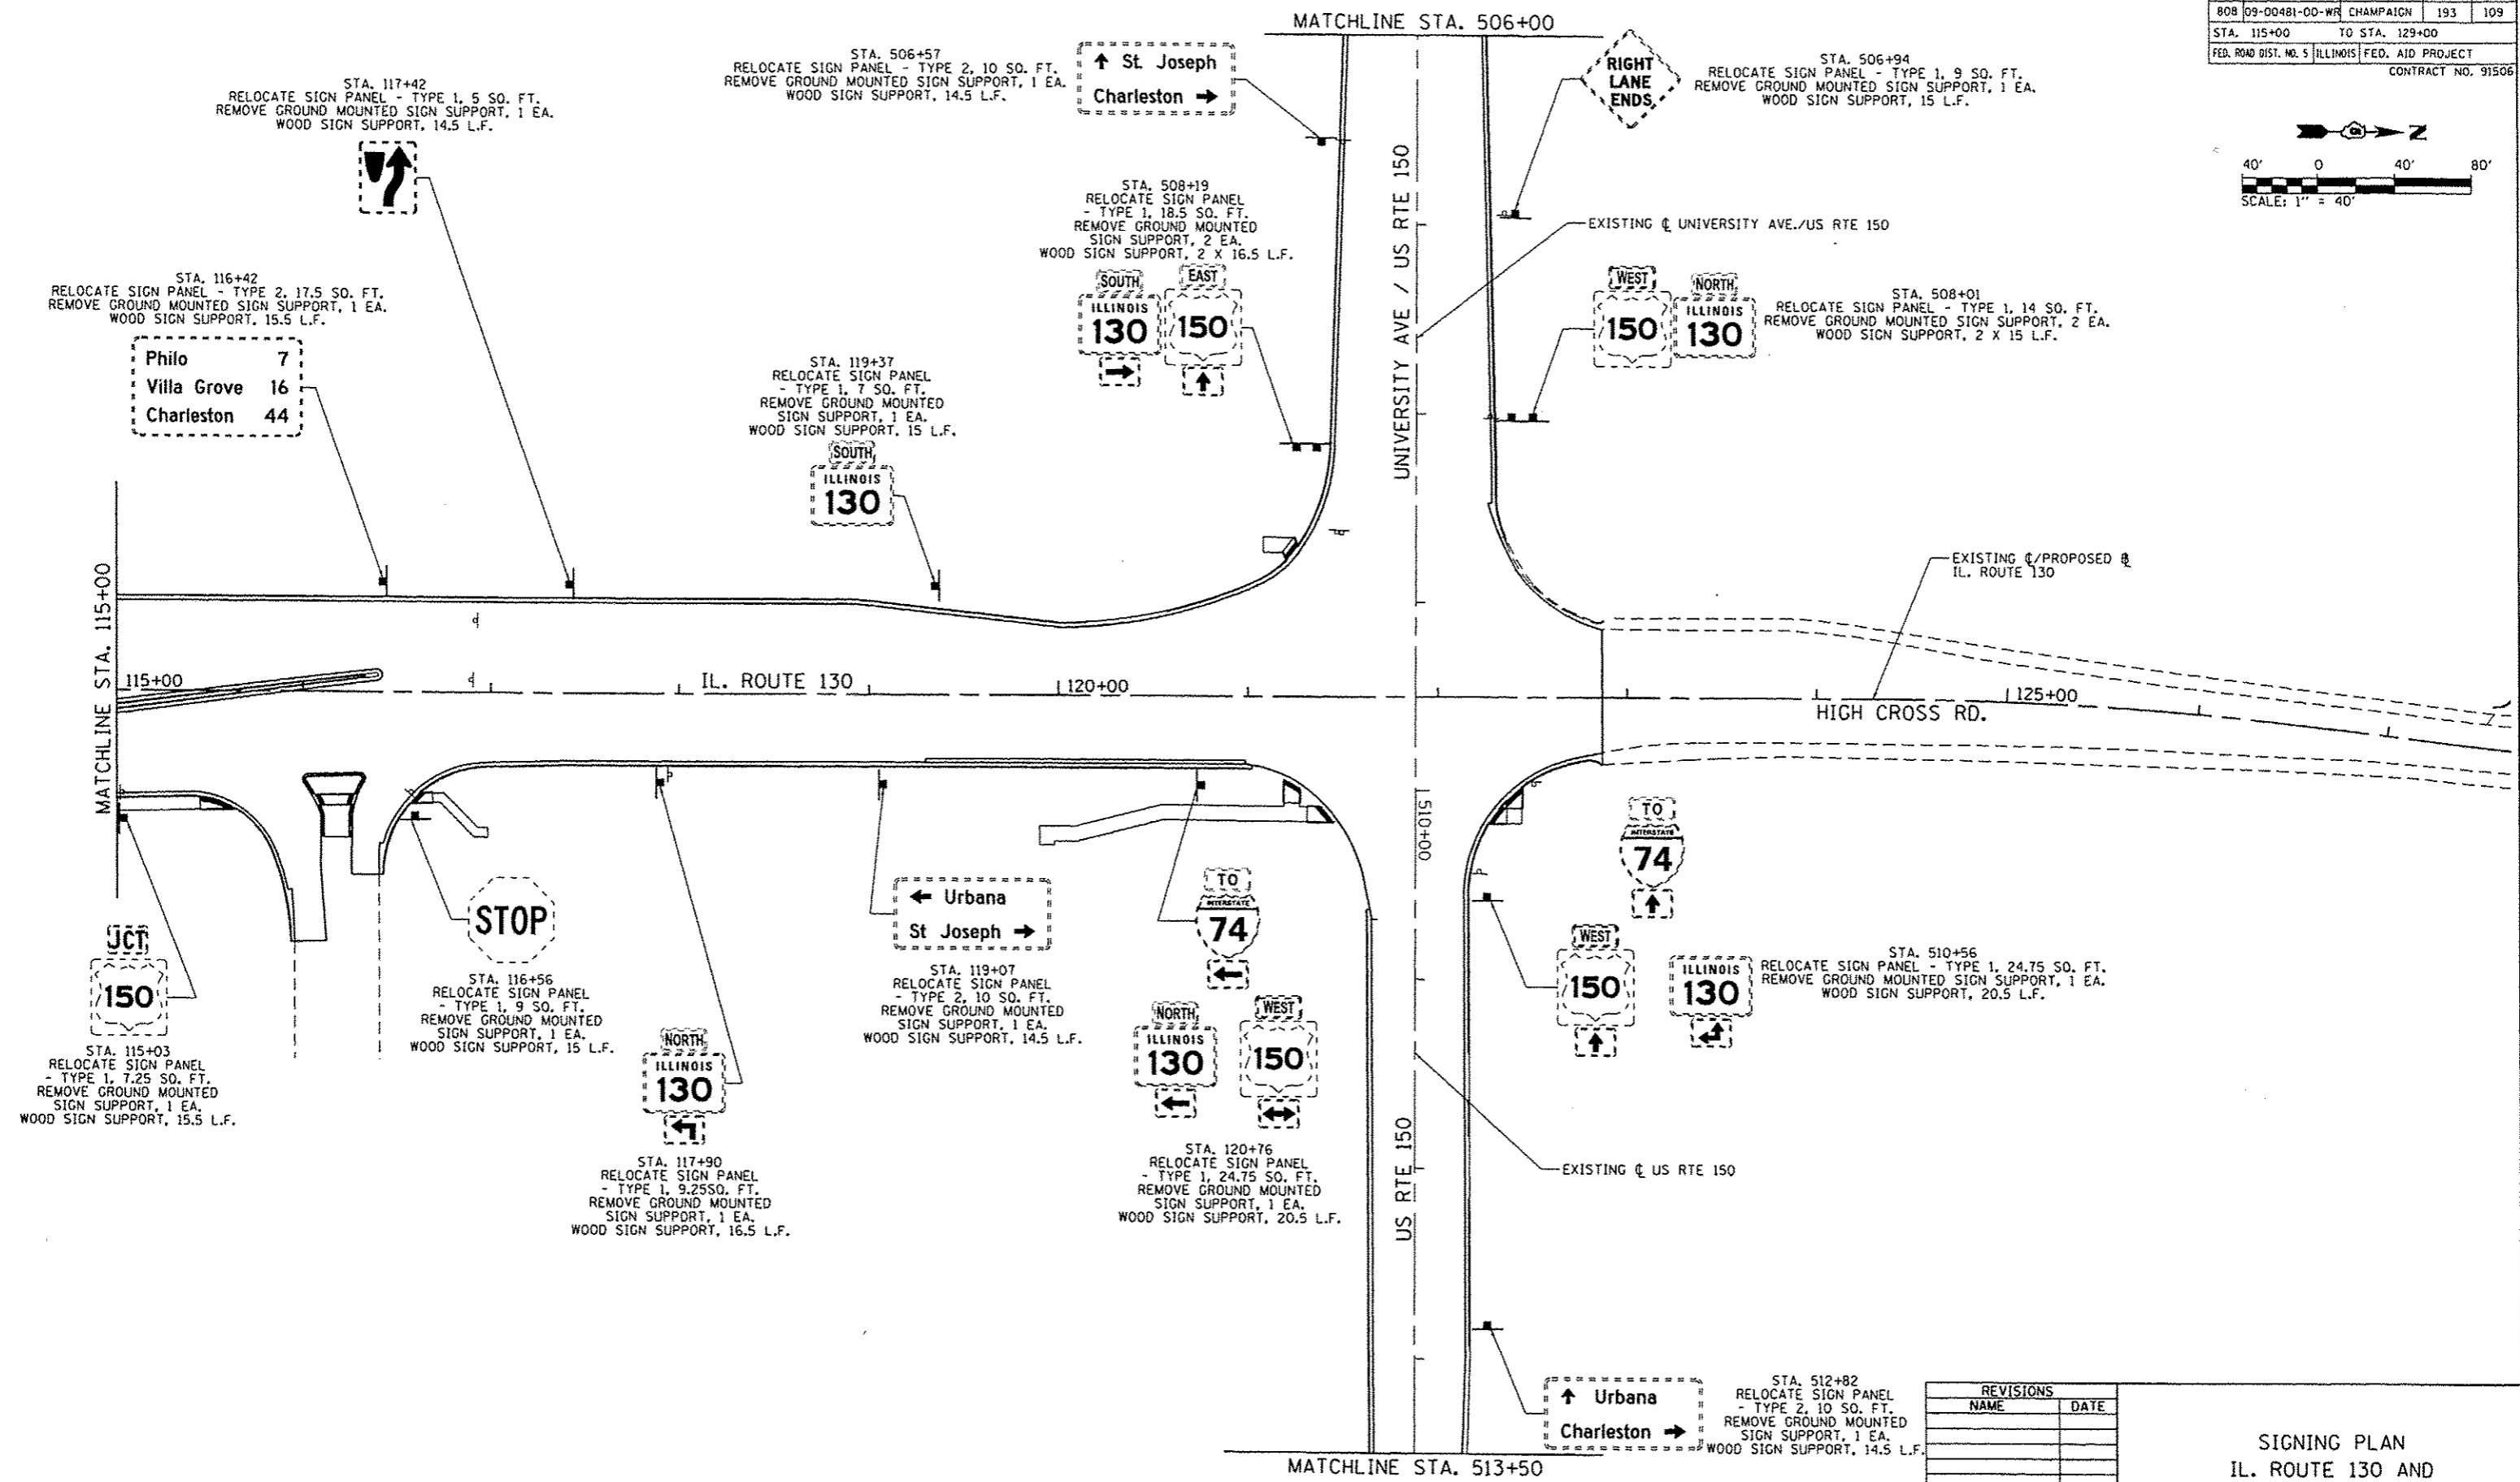 808 09-00481-00-WR CHAMPAIGN 193 109
STA. 115+00 TO STA. 129+00
FED. ROAD DIST. NO. 5 ILLINOIS FED. AID PROJECT
CONTRACT NO. 91506
40' 0 40' 80'
SCALE: 1" = 40'
MATCHLINE STA. 506+00
STA. 506+57
RELOCATE SIGN PANEL - TYPE 2, 10 SQ. FT.
REMOVE GROUND MOUNTED SIGN SUPPORT, 1 EA.
WOOD SIGN SUPPORT, 14.5 L.F.
↑ St. Joseph
Charleston →
RIGHT
LANE
ENDS
STA. 506+94
RELOCATE SIGN PANEL - TYPE 1, 9 SQ. FT.
REMOVE GROUND MOUNTED SIGN SUPPORT, 1 EA.
WOOD SIGN SUPPORT, 15 L.F.
STA. 117+42
RELOCATE SIGN PANEL - TYPE 1, 5 SQ. FT.
REMOVE GROUND MOUNTED SIGN SUPPORT, 1 EA.
WOOD SIGN SUPPORT, 14.5 L.F.
STA. 508+19
RELOCATE SIGN PANEL
- TYPE 1, 18.5 SQ. FT.
REMOVE GROUND MOUNTED
SIGN SUPPORT, 2 EA.
WOOD SIGN SUPPORT, 2 X 16.5 L.F.
SOUTH
ILLINOIS
130
→
EAST
150
↑
UNIVERSITY AVE / US RTE 150
EXISTING ℄ UNIVERSITY AVE./US RTE 150
WEST
150
NORTH
ILLINOIS
130
STA. 508+01
RELOCATE SIGN PANEL - TYPE 1, 14 SQ. FT.
REMOVE GROUND MOUNTED SIGN SUPPORT, 2 EA.
WOOD SIGN SUPPORT, 2 X 15 L.F.
STA. 116+42
RELOCATE SIGN PANEL - TYPE 2, 17.5 SQ. FT.
REMOVE GROUND MOUNTED SIGN SUPPORT, 1 EA.
WOOD SIGN SUPPORT, 15.5 L.F.
Philo 7
Villa Grove 16
Charleston 44
STA. 119+37
RELOCATE SIGN PANEL
- TYPE 1, 7 SQ. FT.
REMOVE GROUND MOUNTED
SIGN SUPPORT, 1 EA.
WOOD SIGN SUPPORT, 15 L.F.
SOUTH
ILLINOIS
130
EXISTING ℄/PROPOSED
IL. ROUTE 130
MATCHLINE STA. 115+00
115+00
IL. ROUTE 130
120+00
125+00
HIGH CROSS RD.
510+00
JCT
150
STA. 115+03
RELOCATE SIGN PANEL
- TYPE 1, 7.25 SQ. FT.
REMOVE GROUND MOUNTED
SIGN SUPPORT, 1 EA.
WOOD SIGN SUPPORT, 15.5 L.F.
STOP
STA. 116+56
RELOCATE SIGN PANEL
- TYPE 1, 9 SQ. FT.
REMOVE GROUND MOUNTED
SIGN SUPPORT, 1 EA.
WOOD SIGN SUPPORT, 15 L.F.
NORTH
ILLINOIS
130
STA. 117+90
RELOCATE SIGN PANEL
- TYPE 1, 9.25SQ. FT.
REMOVE GROUND MOUNTED
SIGN SUPPORT, 1 EA.
WOOD SIGN SUPPORT, 16.5 L.F.
← Urbana
St Joseph →
STA. 119+07
RELOCATE SIGN PANEL
- TYPE 2, 10 SQ. FT.
REMOVE GROUND MOUNTED
SIGN SUPPORT, 1 EA.
WOOD SIGN SUPPORT, 14.5 L.F.
TO
INTERSTATE
74
←
NORTH
ILLINOIS
130
←
WEST
150
↔
STA. 120+76
RELOCATE SIGN PANEL
- TYPE 1, 24.75 SQ. FT.
REMOVE GROUND MOUNTED
SIGN SUPPORT, 1 EA.
WOOD SIGN SUPPORT, 20.5 L.F.
TO
INTERSTATE
74
↑
WEST
150
↑
ILLINOIS
130
STA. 510+56
RELOCATE SIGN PANEL - TYPE 1, 24.75 SQ. FT.
REMOVE GROUND MOUNTED SIGN SUPPORT, 1 EA.
WOOD SIGN SUPPORT, 20.5 L.F.
US RTE 150
EXISTING ℄ US RTE 150
↑ Urbana
Charleston →
STA. 512+82
RELOCATE SIGN PANEL
- TYPE 2, 10 SQ. FT.
REMOVE GROUND MOUNTED
SIGN SUPPORT, 1 EA.
WOOD SIGN SUPPORT, 14.5 L.F.
MATCHLINE STA. 513+50
REVISIONS
NAME DATE
SIGNING PLAN
IL. ROUTE 130 AND